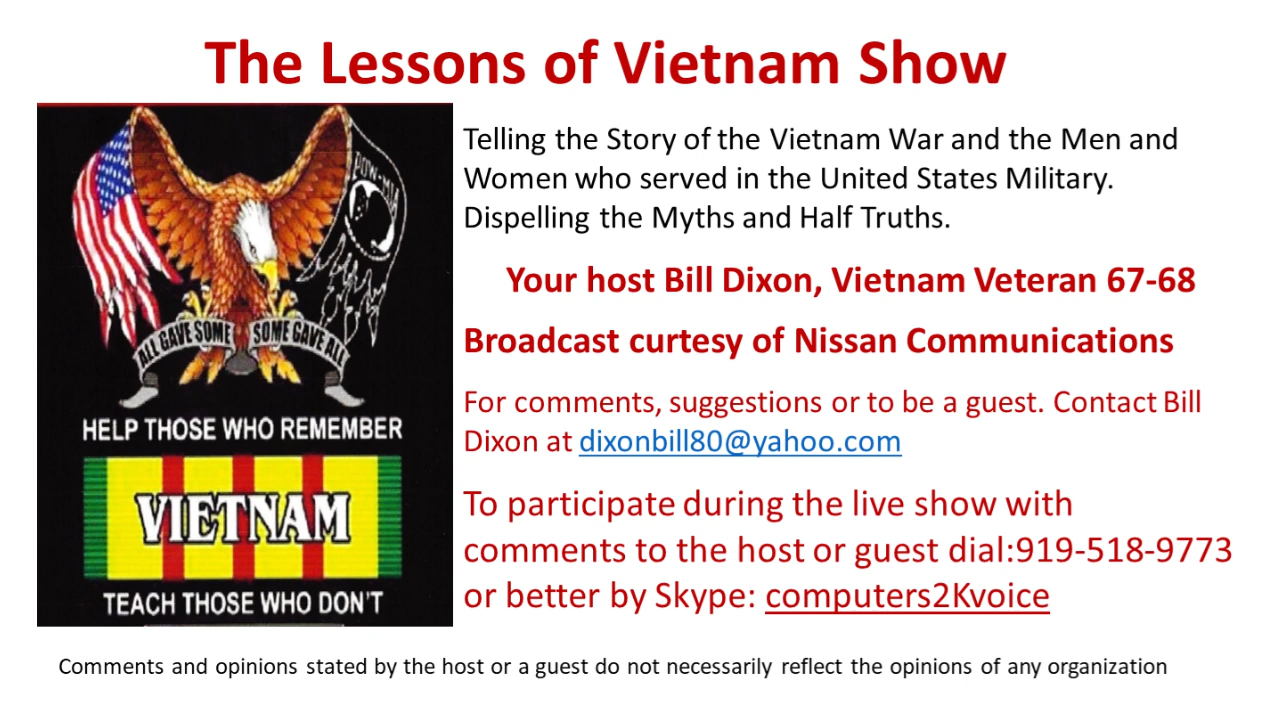 The Lessons of Vietnam Show
POW-MIA
ALL GAVE SOME SOME GAVE ALL
HELP THOSE WHO REMEMBER
VIETNAM
TEACH THOSE WHO DON'T
Telling the Story of the Vietnam War and the Men and
Women who served in the United States Military.
Dispelling the Myths and Half Truths.
Your host Bill Dixon, Vietnam Veteran 67-68
Broadcast curtesy of Nissan Communications
For comments, suggestions or to be a guest. Contact Bill
Dixon at dixonbill80@yahoo.com
To participate during the live show with
comments to the host or guest dial:919-518-9773
or better by Skype: computers2Kvoice
Comments and opinions stated by the host or a guest do not necessarily reflect the opinions of any organization